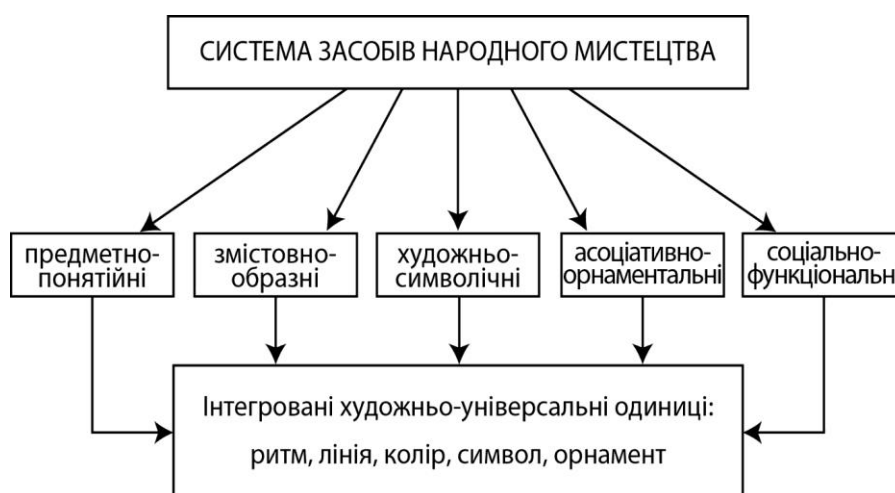 СИСТЕМА ЗАСОБІВ НАРОДНОГО МИСТЕЦТВА
предметно-
понятійні
змістовно-
образні
художньо-
символічні
асоціативно-
орнаментальні
соціально-
функціональні
Інтегровані художньо-універсальні одиниці:
ритм, лінія, колір, символ, орнамент